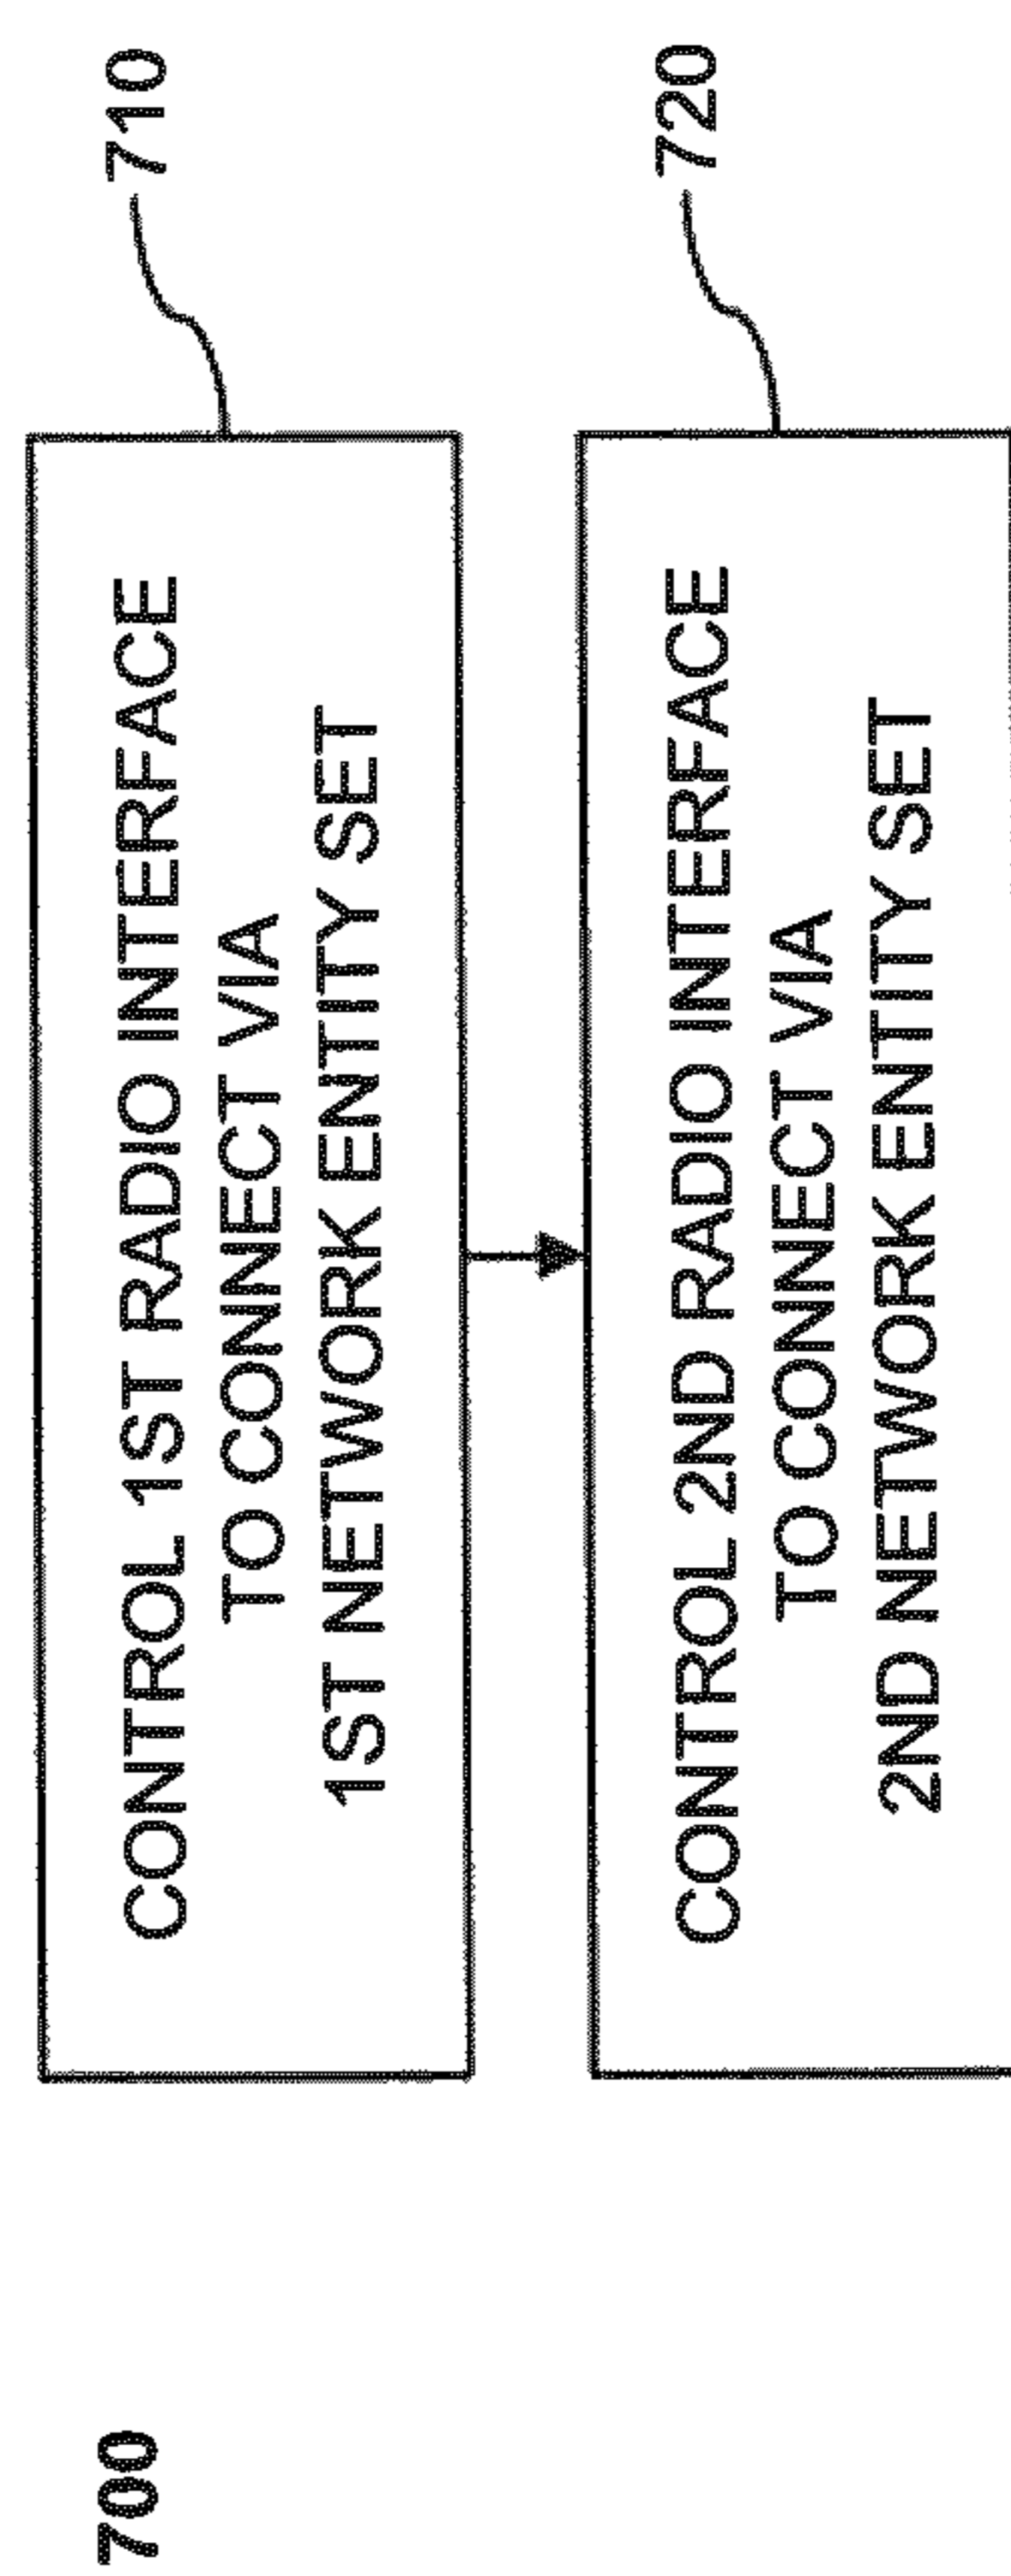 700
CONTROL 1ST RADIO INTERFACE
TO CONNECT VIA
1ST NETWORK ENTITY SET
710
CONTROL 2ND RADIO INTERFACE
TO CONNECT VIA
2ND NETWORK ENTITY SET
720